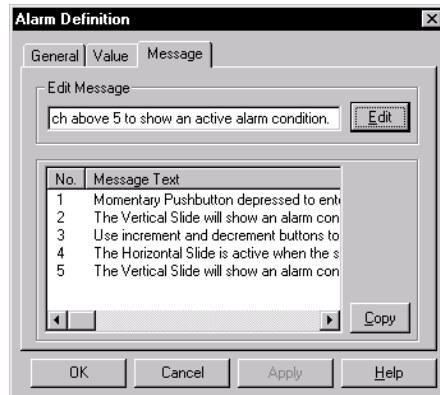 Alarm Definition
General Value Message
Edit Message
ch above 5 to show an active alarm condition. Edit
No. Message Text
1 Momentary Pushbutton depressed to ent
2 The Vertical Slide will show an alarm con
3 Use increment and decrement buttons to
4 The Horizontal Slide is active when the s
5 The Vertical Slide will show an alarm con
Copy
OK Cancel Apply Help